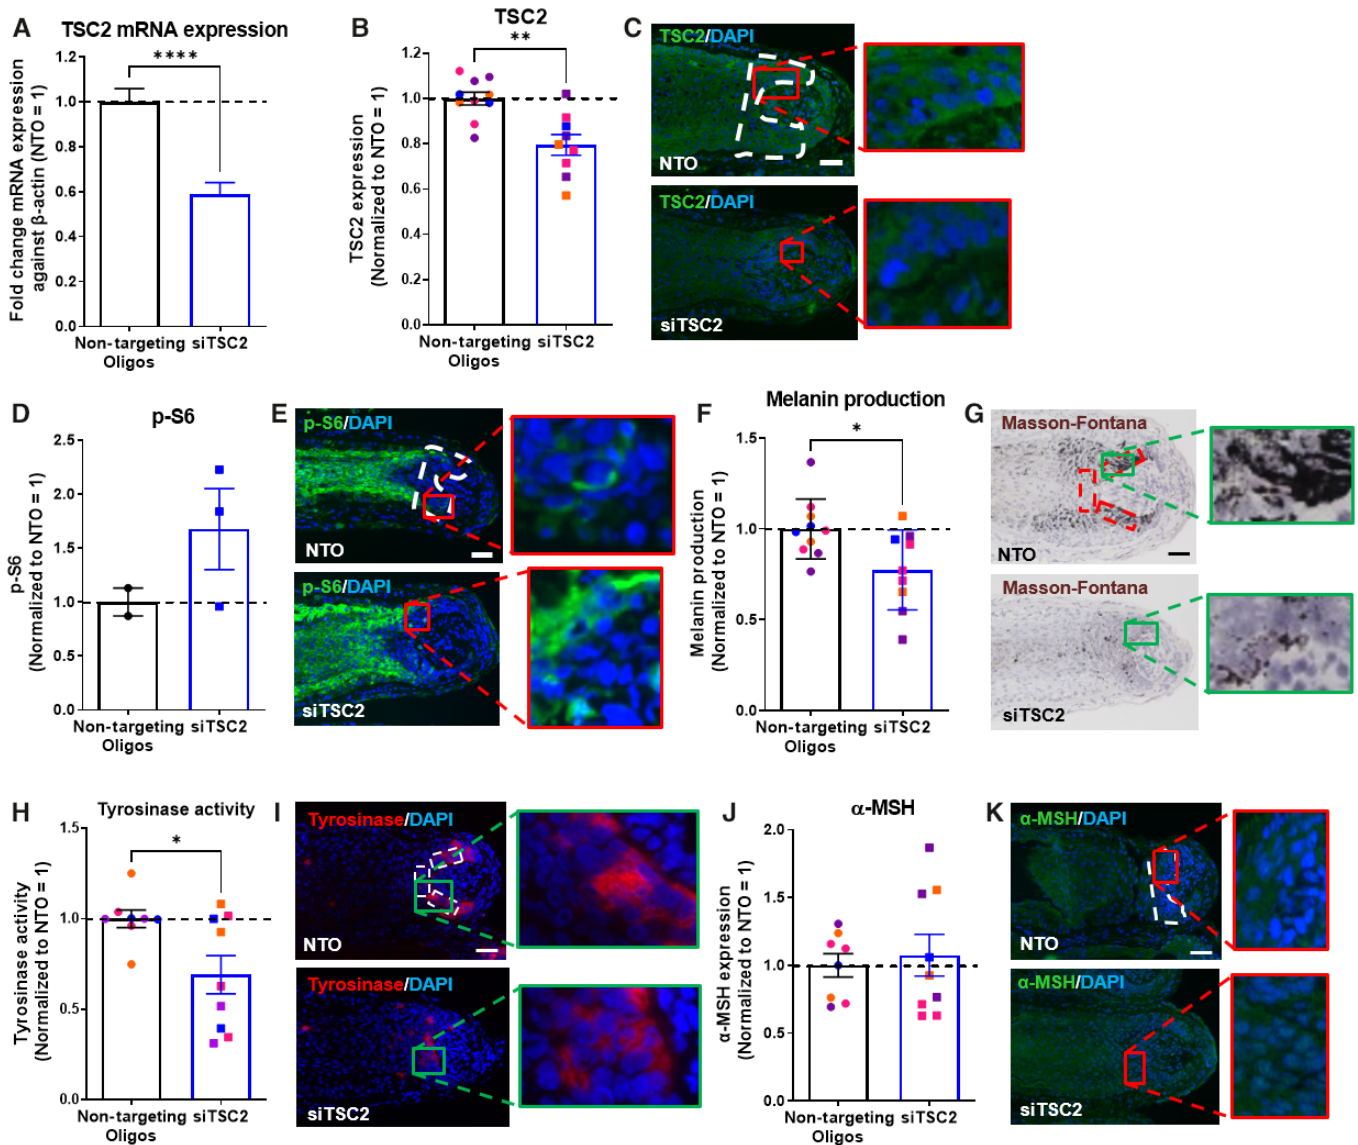 A
TSC2 mRNA expression
****
Fold change mRNA expression
against β-actin (NTO = 1)
1.2
1.0
0.8
0.6
0.4
0.2
0.0
Non-targeting
Oligos
siTSC2
B
TSC2
**
TSC2 expression
(Normalized to NTO = 1)
1.2
1.0
0.8
0.6
0.4
0.2
0.0
Non-targeting
Oligos
siTSC2
C
TSC2/DAPI
NTO
TSC2/DAPI
siTSC2
D
p-S6
p-S6
(Normalized to NTO = 1)
2.5
2.0
1.5
1.0
0.5
0.0
Non-targeting
Oligos
siTSC2
E
p-S6/DAPI
NTO
p-S6/DAPI
siTSC2
F
Melanin production
*
Melanin production
(Normalized to NTO = 1)
1.5
1.0
0.5
0.0
Non-targeting
Oligos
siTSC2
G
Masson-Fontana
NTO
Masson-Fontana
siTSC2
H
Tyrosinase activity
*
Tyrosinase activity
(Normalized to NTO = 1)
1.5
1.0
0.5
0.0
Non-targeting
Oligos
siTSC2
I
Tyrosinase/DAPI
NTO
Tyrosinase/DAPI
siTSC2
J
α-MSH
α-MSH expression
(Normalized to NTO = 1)
2.0
1.5
1.0
0.5
0.0
Non-targeting
Oligos
siTSC2
K
α-MSH/DAPI
NTO
α-MSH/DAPI
siTSC2